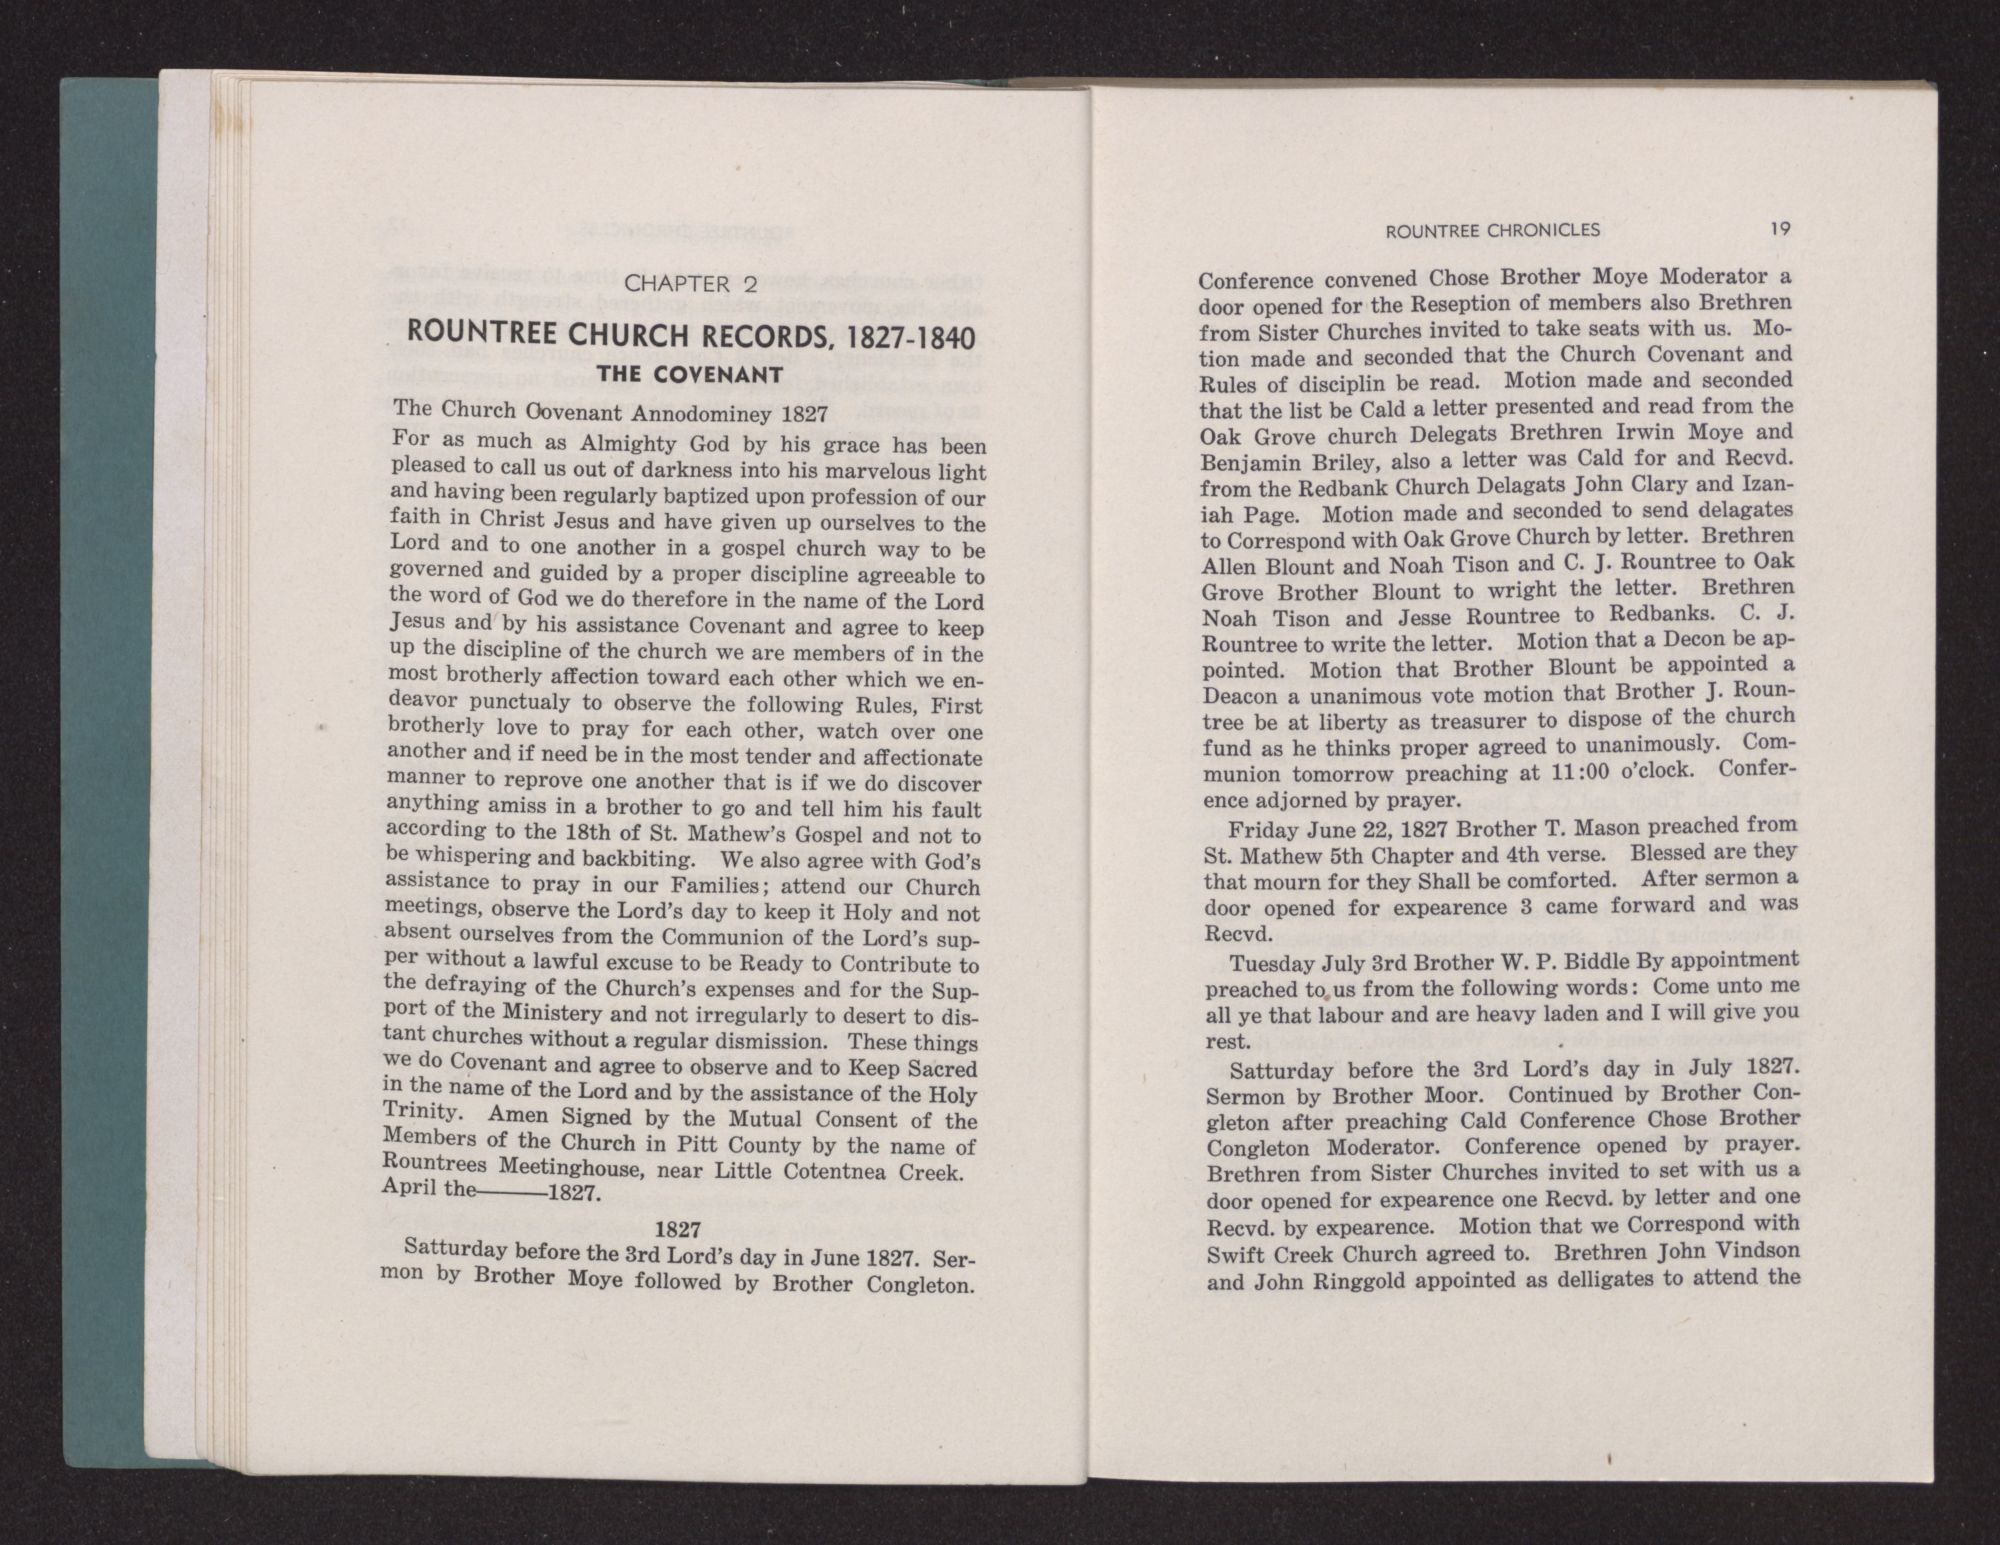 CHAPTER 2
ROUNTREE CHURCH RECORDS, 1827-1840
THE COVENANT
The Church Covenant Annodominey 1827
For as much as Almighty God by his grace has been
pleased to call us out of darkness into his marvelous light
and having been regularly baptized upon profession of our
faith in Christ Jesus and have given up ourselves to the
Lord and to one another in a gospel church way to be
governed and guided by a proper discipline agreeable to
the word of God we do therefore in the name of the Lord
Jesus and by his assistance Covenant and agree to keep
up the discipline of the church we are members of in the
most brotherly affection toward each other which we en-
deavor punctualy to observe the following Rules, First
brotherly love to pray for each other, watch over one
another and if need be in the most tender and affectionate
manner to reprove one another that is if we do discover
anything amiss in a brother to go and tell him his fault
according to the 18th of St. Mathew's Gospel and not to
be whispering and backbiting. We also agree with God's
assistance to pray in our Families; attend our Church
meetings, observe the Lord's day to keep it Holy and not
absent ourselves from the Communion of the Lord's sup-
per without a lawful excuse to be Ready to Contribute to
the defraying of the Church's expenses and for the Sup-
port of the Ministery and not irregularly to desert to dis-
tant churches without a regular dismission. These things
we do Covenant and agree to observe and to Keep Sacred
in the name of the Lord and by the assistance of the Holy
Trinity. Amen Signed by the Mutual Consent of the
Members of the Church in Pitt County by the name of
Rountrees Meetinghouse, near Little Cotentnea Creek.
April the———1827.
1827
Satturday before the 3rd Lord's day in June 1827. Ser-
mon by Brother Moye followed by Brother Congleton.
ROUNTREE CHRONICLES 19
Conference convened Chose Brother Moye Moderator a
door opened for the Reseption of members also Brethren
from Sister Churches invited to take seats with us. Mo-
tion made and seconded that the Church Covenant and
Rules of disciplin be read. Motion made and seconded
that the list be Cald a letter presented and read from the
Oak Grove church Delegats Brethren Irwin Moye and
Benjamin Briley, also a letter was Cald for and Recvd.
from the Redbank Church Delagats John Clary and Izan-
iah Page. Motion made and seconded to send delagates
to Correspond with Oak Grove Church by letter. Brethren
Allen Blount and Noah Tison and C. J. Rountree to Oak
Grove Brother Blount to wright the letter. Brethren
Noah Tison and Jesse Rountree to Redbanks. C. J.
Rountree to write the letter. Motion that a Decon be ap-
pointed. Motion that Brother Blount be appointed a
Deacon a unanimous vote motion that Brother J. Roun-
tree be at liberty as treasurer to dispose of the church
fund as he thinks proper agreed to unanimously. Com-
munion tomorrow preaching at 11:00 o'clock. Confer-
ence adjorned by prayer.
Friday June 22, 1827 Brother T. Mason preached from
St. Mathew 5th Chapter and 4th verse. Blessed are they
that mourn for they Shall be comforted. After sermon a
door opened for expearence 3 came forward and was
Recvd.
Tuesday July 3rd Brother W. P. Biddle By appointment
preached to us from the following words: Come unto me
all ye that labour and are heavy laden and I will give you
rest.
Satturday before the 3rd Lord's day in July 1827.
Sermon by Brother Moor. Continued by Brother Con-
gleton after preaching Cald Conference Chose Brother
Congleton Moderator. Conference opened by prayer.
Brethren from Sister Churches invited to set with us a
door opened for expearence one Recvd. by letter and one
Recvd. by expearence. Motion that we Correspond with
Swift Creek Church agreed to. Brethren John Vindson
and John Ringgold appointed as delligates to attend the